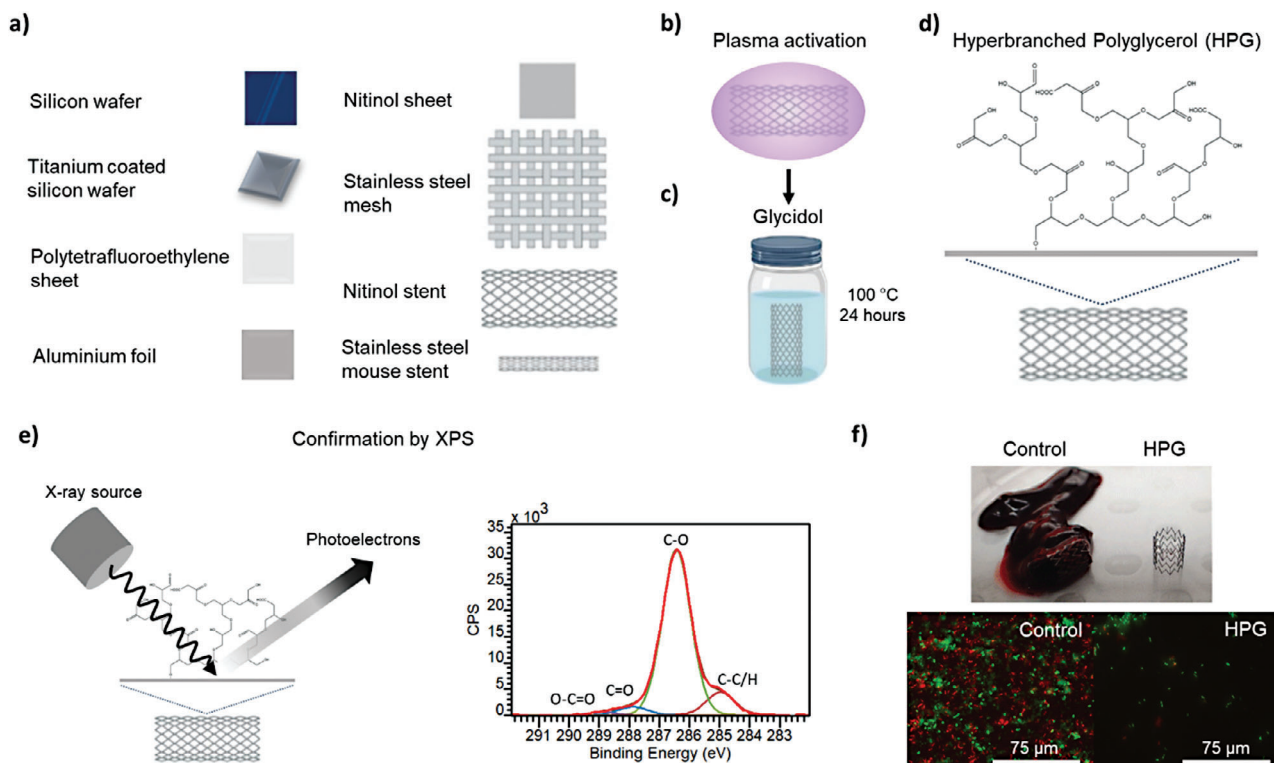 a)
Silicon wafer
Titanium coated
silicon wafer
Polytetrafluoroethylene
sheet
Aluminium foil
Nitinol sheet
Stainless steel
mesh
Nitinol stent
Stainless steel
mouse stent
b)
Plasma activation
c)
Glycidol
100 °C
24 hours
d)
Hyperbranched Polyglycerol (HPG)
e)
Confirmation by XPS
X-ray source
Photoelectrons
x 10³
35
30
25
20
15
10
5
0
CPS
C-O
C-C/H
C=O
O-C=O
291 290 289 288 287 286 285 284 283
Binding Energy (eV)
f)
Control HPG
Control HPG
75 µm 75 µm